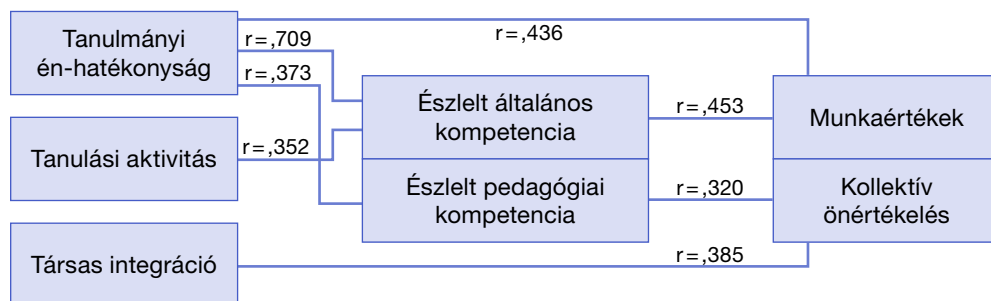 Tanulmányi
én-hatékonyság
r=,709
r=,373
r=,436
Észlelt általános
kompetencia
r=,453
Munkaértékek
Tanulási aktivitás
r=,352
Észlelt pedagógiai
kompetencia
r=,320
Kollektív
önértékelés
Társas integráció
r=,385